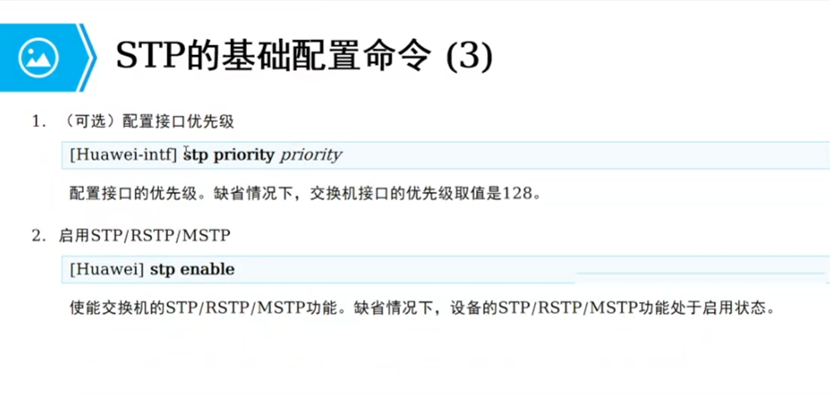 STP的基础配置命令 (3)
1. （可选）配置接口优先级
[Huawei-intf] stp priority priority
配置接口的优先级。缺省情况下，交换机接口的优先级取值是128。
2. 启用STP/RSTP/MSTP
[Huawei] stp enable
使能交换机的STP/RSTP/MSTP功能。缺省情况下，设备的STP/RSTP/MSTP功能处于启用状态。